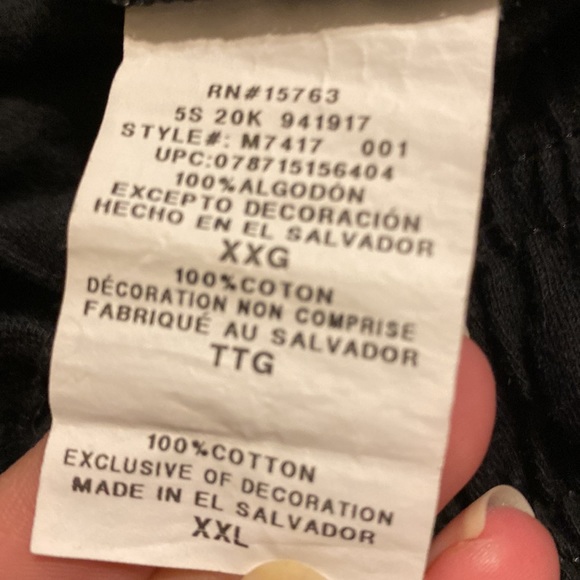 RN#15763
5S 20K 941917
STYLE#: M7417 001
UPC:078715156404
100%ALGODÓN
EXCEPTO DECORACIÓN
HECHO EN EL SALVADOR
XXG
100%COTON
DÉCORATION NON COMPRISE
FABRIQUÉ AU SALVADOR
TTG
100%COTTON
EXCLUSIVE OF DECORATION
MADE IN EL SALVADOR
XXL